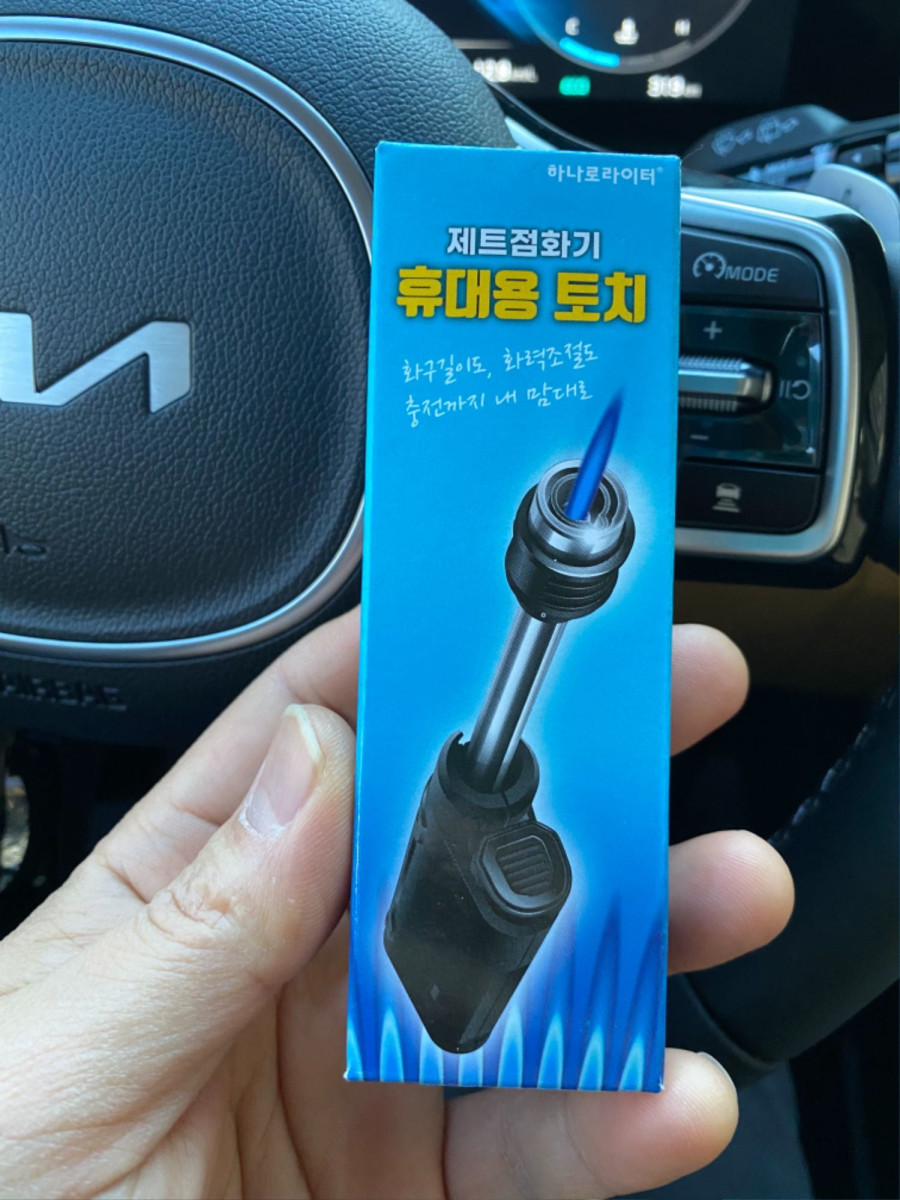 하나로라이터
제트점화기
휴대용 토치
화구길이도, 화력조절도
충전까지 내 맘대로
MODE
C
H